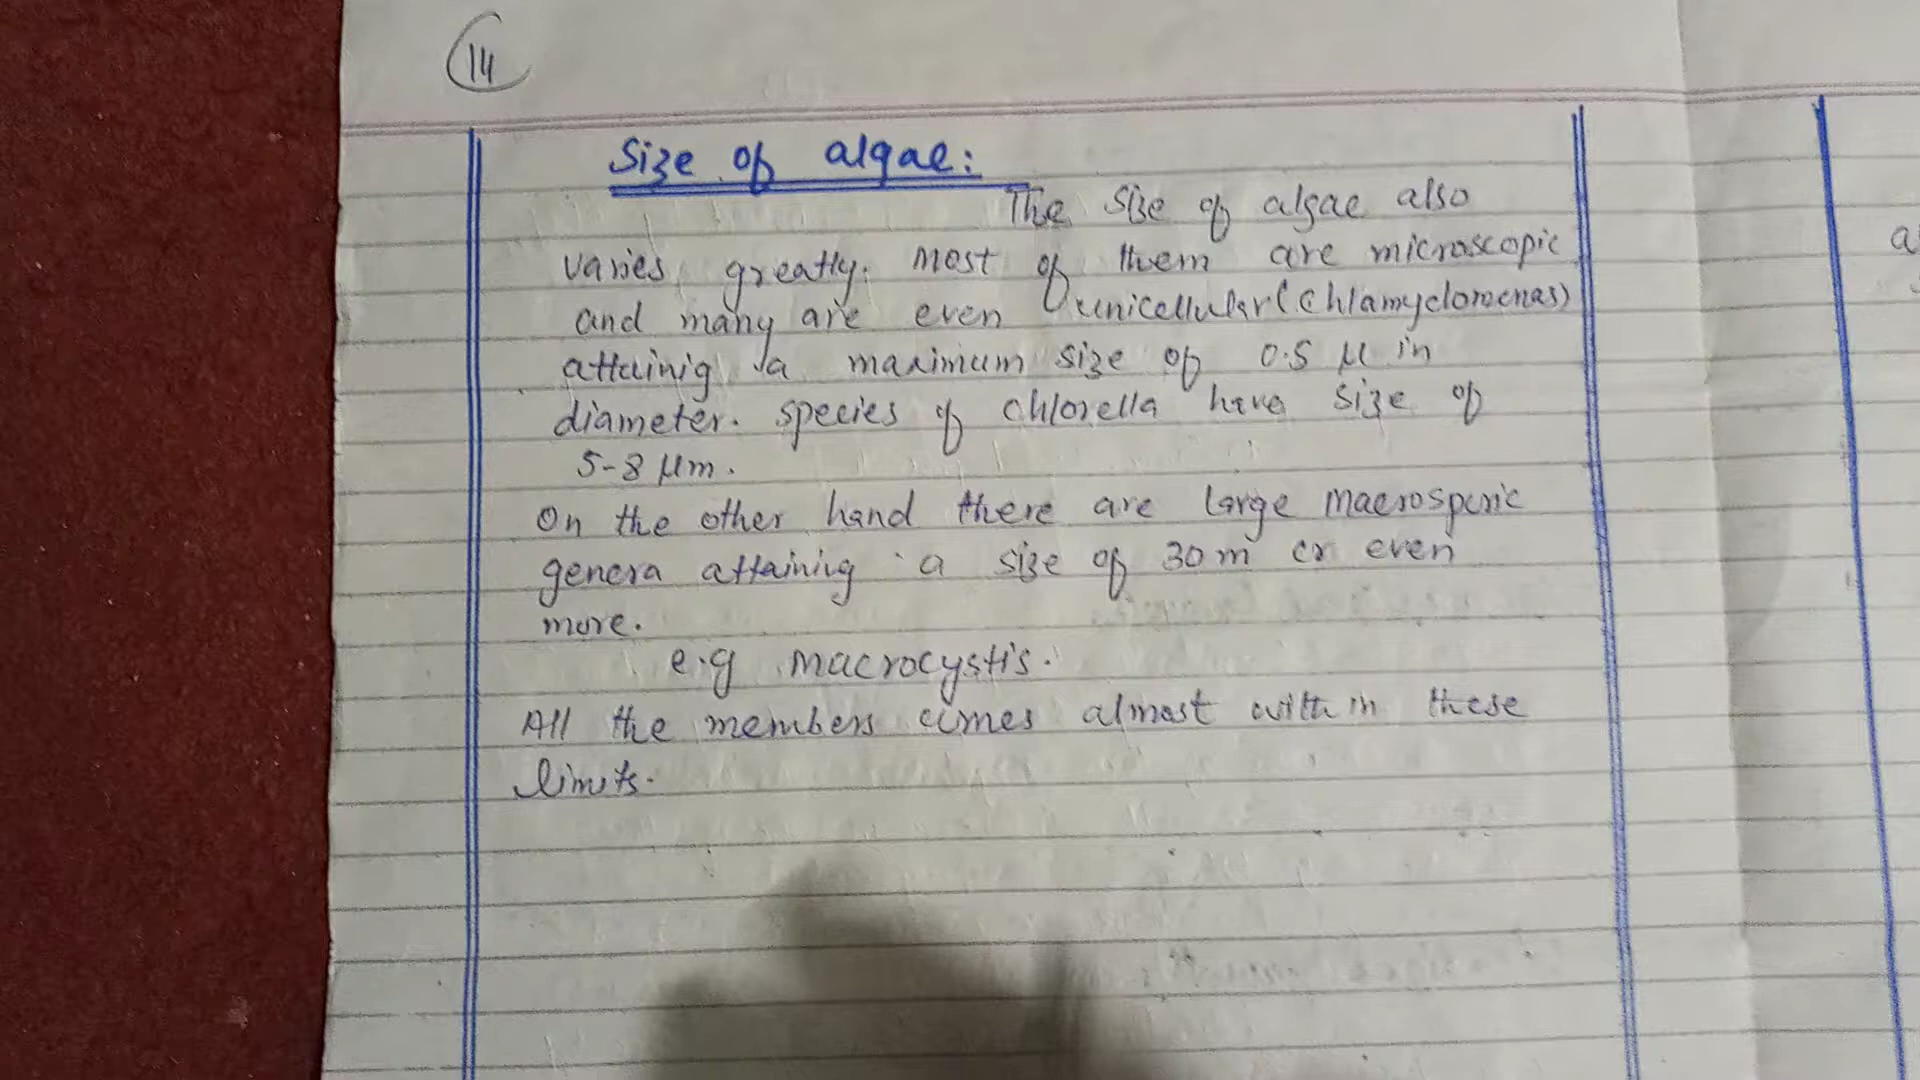 14
Size of algae:
The Size of algae also
varies greatly. most of them are microscopic
and many are even unicellular (Chlamyclomenas)
attainig a maximum size of 0.5 μ in
diameter. species of chlorella have size of
5-8 μm.
On the other hand there are large macrosperic
genera attaining a size of 30 m or even
more.
e.g macrocystis.
All the members comes almost with in these
limits.
a